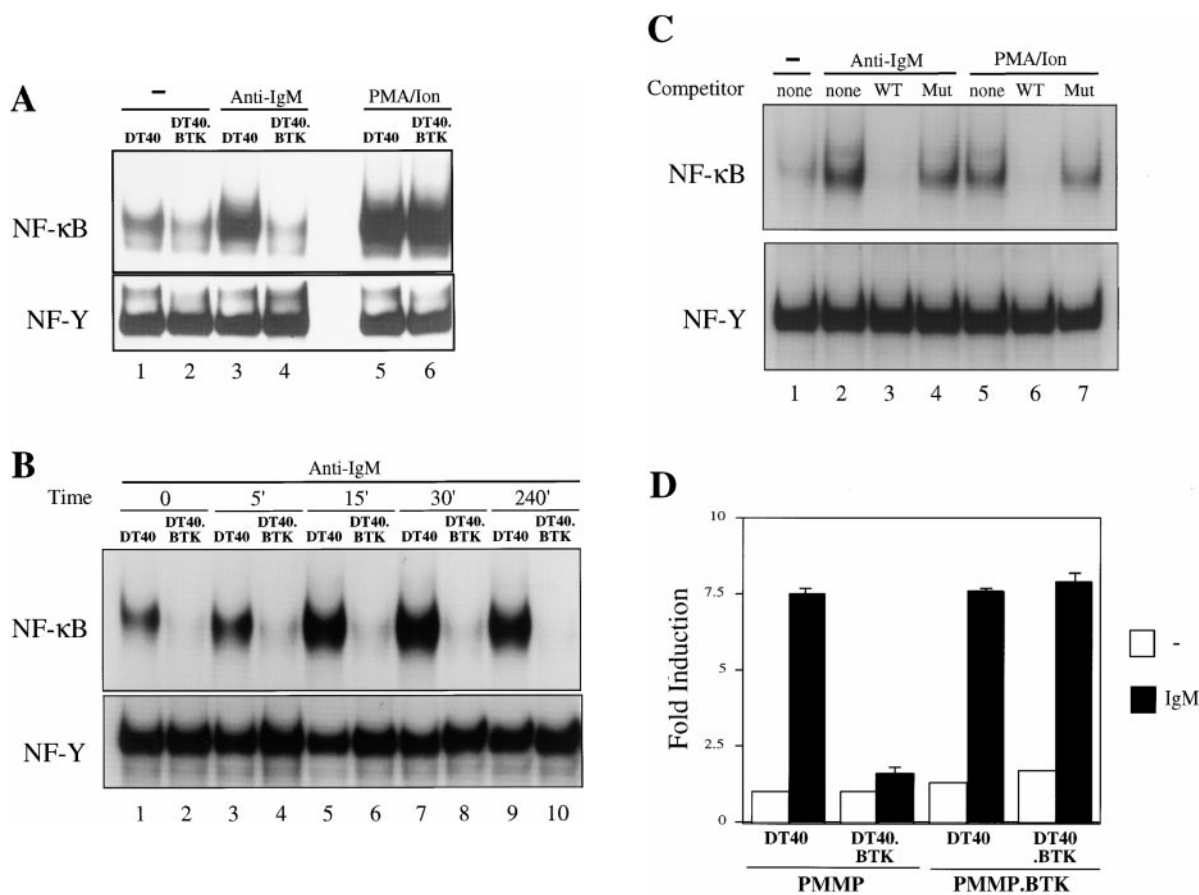 A
–
Anti-IgM
PMA/Ion
DT40 DT40. BTK DT40 DT40. BTK DT40 DT40. BTK
NF-κB
NF-Y
1 2 3 4 5 6
B
Anti-IgM
Time 0 5' 15' 30' 240'
DT40 DT40. BTK DT40 DT40. BTK DT40 DT40. BTK DT40 DT40. BTK DT40 DT40. BTK
NF-κB
NF-Y
1 2 3 4 5 6 7 8 9 10
C
– Anti-IgM PMA/Ion
Competitor none none WT Mut none WT Mut
NF-κB
NF-Y
1 2 3 4 5 6 7
D
Fold Induction
10
7.5
5
2.5
0
DT40 DT40. BTK DT40 DT40 .BTK
PMMP PMMP.BTK
-
IgM